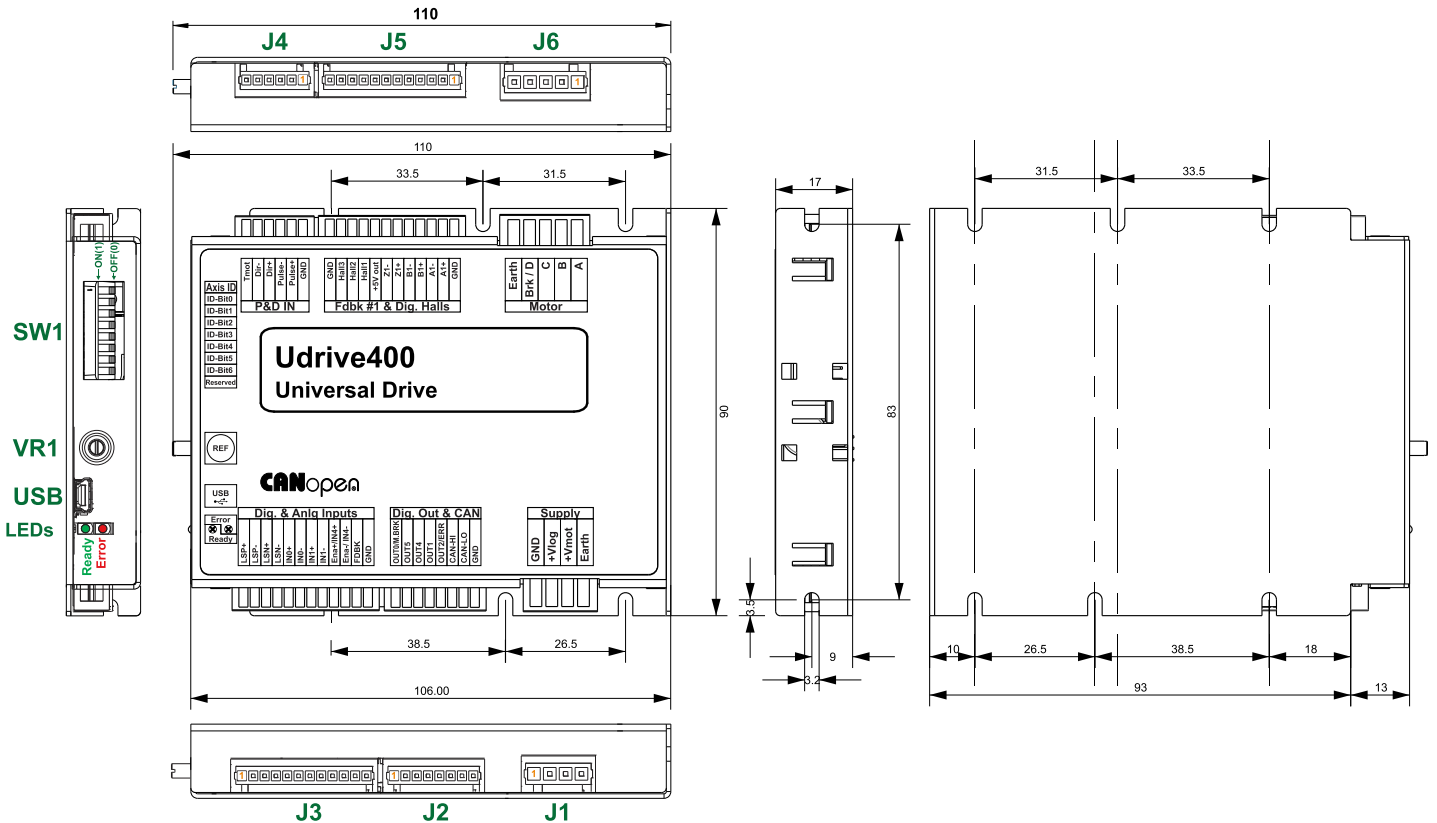 110
J4 J5 J6
1 1 1
110
33.5 31.5
17
31.5 33.5
←ON(1)
←OFF(0)
SW1
VR1
USB
LEDs
Ready
Error
Tmot
Dir-
Dir+
Pulse-
Pulse+
GND
P&D IN
GND
Hall3
Hall2
Hall1
+5V out
Z1-
Z1+
B1-
B1+
A1-
A1+
GND
Fdbk #1 & Dig. Halls
Earth
Brk / D
C
B
A
Motor
Axis ID
ID-Bit0
ID-Bit1
ID-Bit2
ID-Bit3
ID-Bit4
ID-Bit5
ID-Bit6
Reserved
Udrive400
Universal Drive
REF
USB
Error
Ready
CANopen
Dig. & Anlg Inputs
LSP+
LSP-
LSN+
LSN-
IN0+
IN0-
IN1+
IN1-
Ena+/IN4+
Ena-/ IN4-
FDBK
GND
Dig. Out & CAN
OUT0/M.BRK
OUT5
OUT4
OUT1
OUT2/ERR
CAN-HI
CAN-LO
GND
Supply
GND
+Vlog
+Vmot
Earth
90
83
3.5
9
3.2
38.5 26.5
106.00
10 26.5 38.5 18
93 13
1 1 1
J3 J2 J1